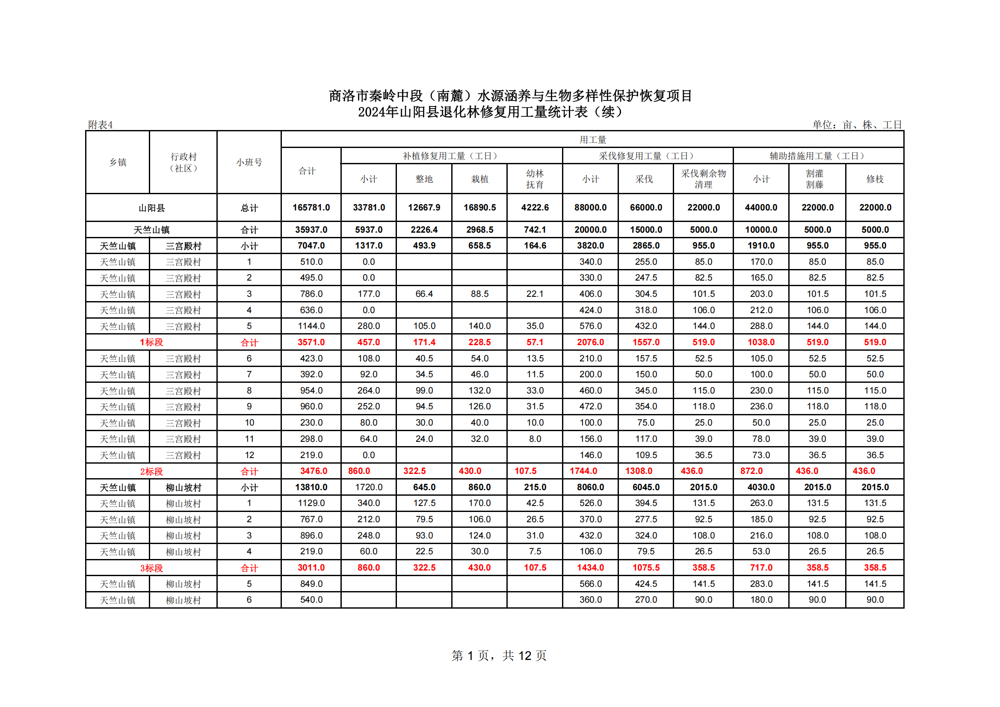 商洛市秦岭中段（南麓）水源涵养与生物多样性保护恢复项目
2024年山阳县退化林修复用工量统计表（续）
附表4 单位：亩、株、工日
乡镇 行政村（社区） 小班号 用工量
合计 补植修复用工量（工日） 采伐修复用工量（工日） 辅助措施用工量（工日）
小计 整地 栽植 幼林抚育 小计 采伐 采伐剩余物清理 小计 割灌割藤 修枝
山阳县 总计 165781.0 33781.0 12667.9 16890.5 4222.6 88000.0 66000.0 22000.0 44000.0 22000.0 22000.0
天竺山镇 合计 35937.0 5937.0 2226.4 2968.5 742.1 20000.0 15000.0 5000.0 10000.0 5000.0 5000.0
天竺山镇 三宫殿村 小计 7047.0 1317.0 493.9 658.5 164.6 3820.0 2865.0 955.0 1910.0 955.0 955.0
天竺山镇 三宫殿村 1 510.0 0.0 340.0 255.0 85.0 170.0 85.0 85.0
天竺山镇 三宫殿村 2 495.0 0.0 330.0 247.5 82.5 165.0 82.5 82.5
天竺山镇 三宫殿村 3 786.0 177.0 66.4 88.5 22.1 406.0 304.5 101.5 203.0 101.5 101.5
天竺山镇 三宫殿村 4 636.0 0.0 424.0 318.0 106.0 212.0 106.0 106.0
天竺山镇 三宫殿村 5 1144.0 280.0 105.0 140.0 35.0 576.0 432.0 144.0 288.0 144.0 144.0
1标段 合计 3571.0 457.0 171.4 228.5 57.1 2076.0 1557.0 519.0 1038.0 519.0 519.0
天竺山镇 三宫殿村 6 423.0 108.0 40.5 54.0 13.5 210.0 157.5 52.5 105.0 52.5 52.5
天竺山镇 三宫殿村 7 392.0 92.0 34.5 46.0 11.5 200.0 150.0 50.0 100.0 50.0 50.0
天竺山镇 三宫殿村 8 954.0 264.0 99.0 132.0 33.0 460.0 345.0 115.0 230.0 115.0 115.0
天竺山镇 三宫殿村 9 960.0 252.0 94.5 126.0 31.5 472.0 354.0 118.0 236.0 118.0 118.0
天竺山镇 三宫殿村 10 230.0 80.0 30.0 40.0 10.0 100.0 75.0 25.0 50.0 25.0 25.0
天竺山镇 三宫殿村 11 298.0 64.0 24.0 32.0 8.0 156.0 117.0 39.0 78.0 39.0 39.0
天竺山镇 三宫殿村 12 219.0 0.0 146.0 109.5 36.5 73.0 36.5 36.5
2标段 合计 3476.0 860.0 322.5 430.0 107.5 1744.0 1308.0 436.0 872.0 436.0 436.0
天竺山镇 柳山坡村 小计 13810.0 1720.0 645.0 860.0 215.0 8060.0 6045.0 2015.0 4030.0 2015.0 2015.0
天竺山镇 柳山坡村 1 1129.0 340.0 127.5 170.0 42.5 526.0 394.5 131.5 263.0 131.5 131.5
天竺山镇 柳山坡村 2 767.0 212.0 79.5 106.0 26.5 370.0 277.5 92.5 185.0 92.5 92.5
天竺山镇 柳山坡村 3 896.0 248.0 93.0 124.0 31.0 432.0 324.0 108.0 216.0 108.0 108.0
天竺山镇 柳山坡村 4 219.0 60.0 22.5 30.0 7.5 106.0 79.5 26.5 53.0 26.5 26.5
3标段 合计 3011.0 860.0 322.5 430.0 107.5 1434.0 1075.5 358.5 717.0 358.5 358.5
天竺山镇 柳山坡村 5 849.0 566.0 424.5 141.5 283.0 141.5 141.5
天竺山镇 柳山坡村 6 540.0 360.0 270.0 90.0 180.0 90.0 90.0
第 1 页，共 12 页